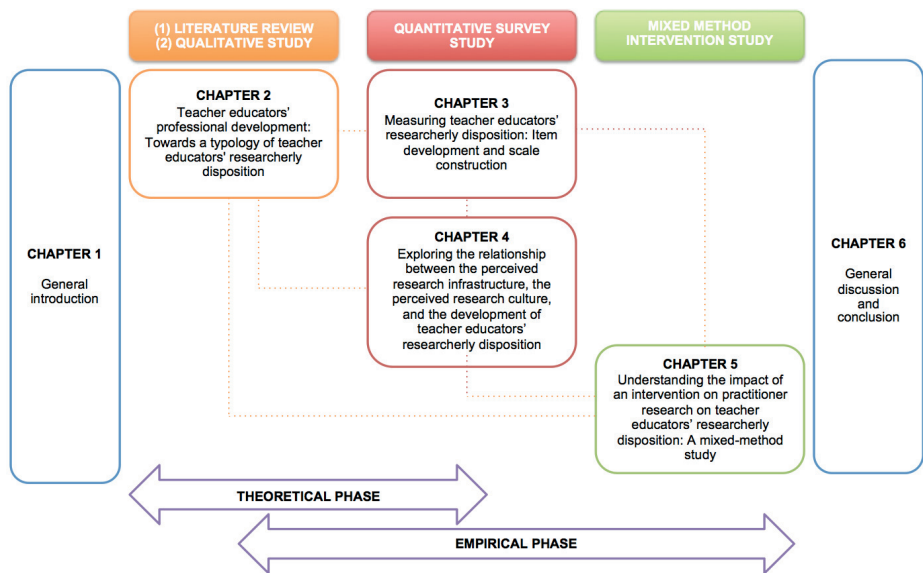 (1) LITERATURE REVIEW
(2) QUALITATIVE STUDY
QUANTITATIVE SURVEY
STUDY
MIXED METHOD
INTERVENTION STUDY
CHAPTER 1
General
introduction
CHAPTER 2
Teacher educators’
professional development:
Towards a typology of teacher
educators’ researcherly
disposition
CHAPTER 3
Measuring teacher educators’
researcherly disposition: Item
development and scale
construction
CHAPTER 4
Exploring the relationship
between the perceived
research infrastructure, the
perceived research culture,
and the development of
teacher educators’
researcherly disposition
CHAPTER 5
Understanding the impact of
an intervention on practitioner
research on teacher
educators’ researcherly
disposition: A mixed-method
study
CHAPTER 6
General
discussion
and
conclusion
THEORETICAL PHASE
EMPIRICAL PHASE